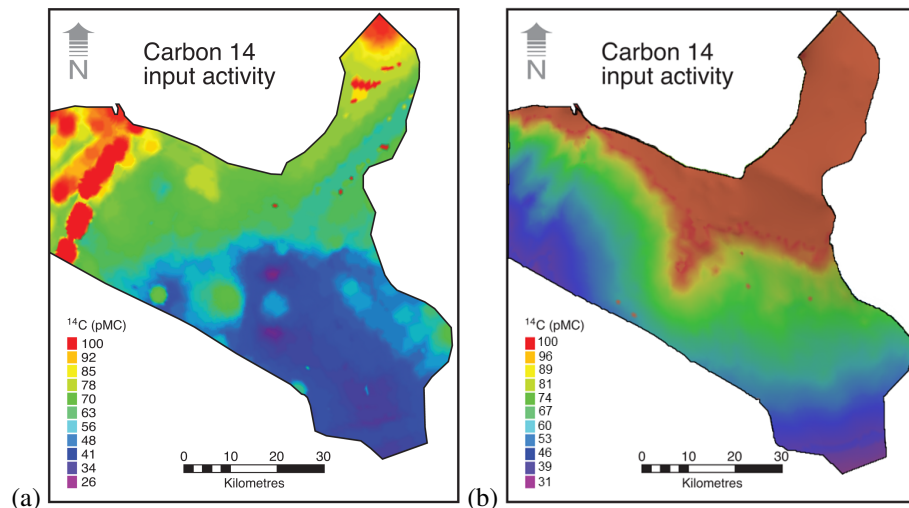 N
Carbon 14
input activity
14C (pMC)
100
92
85
78
70
63
56
48
41
34
26
0 10 20 30
Kilometres
(a)
N
Carbon 14
input activity
14C (pMC)
100
96
89
81
74
67
60
53
46
39
31
0 10 20 30
Kilometres
(b)